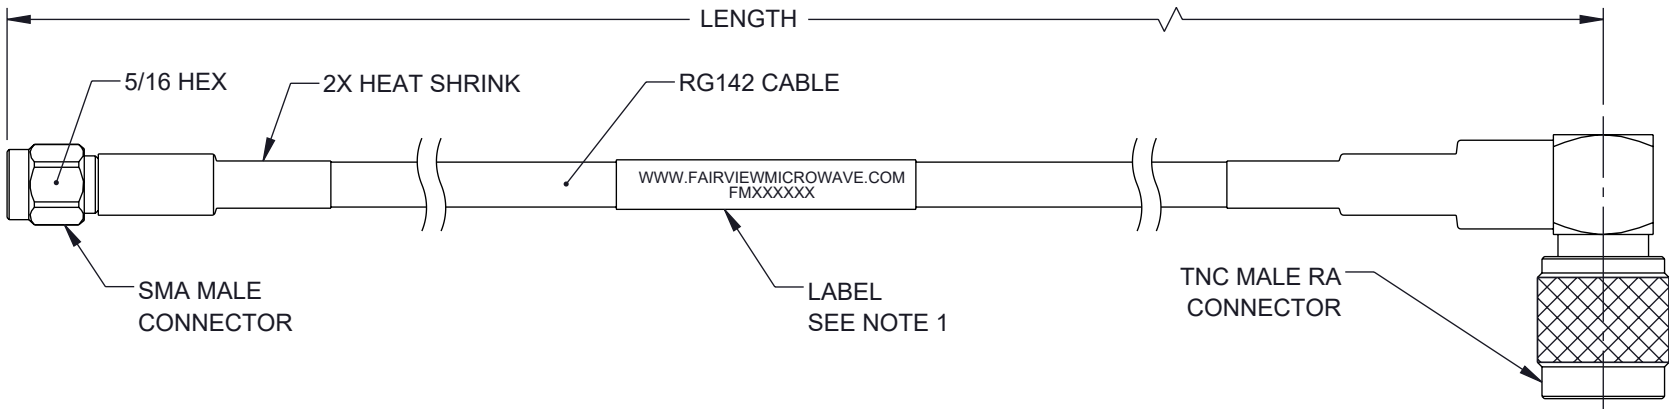 LENGTH
5/16 HEX
2X HEAT SHRINK
RG142 CABLE
WWW.FAIRVIEWMICROWAVE.COM
FMXXXXXX
SMA MALE
CONNECTOR
LABEL
SEE NOTE 1
TNC MALE RA
CONNECTOR